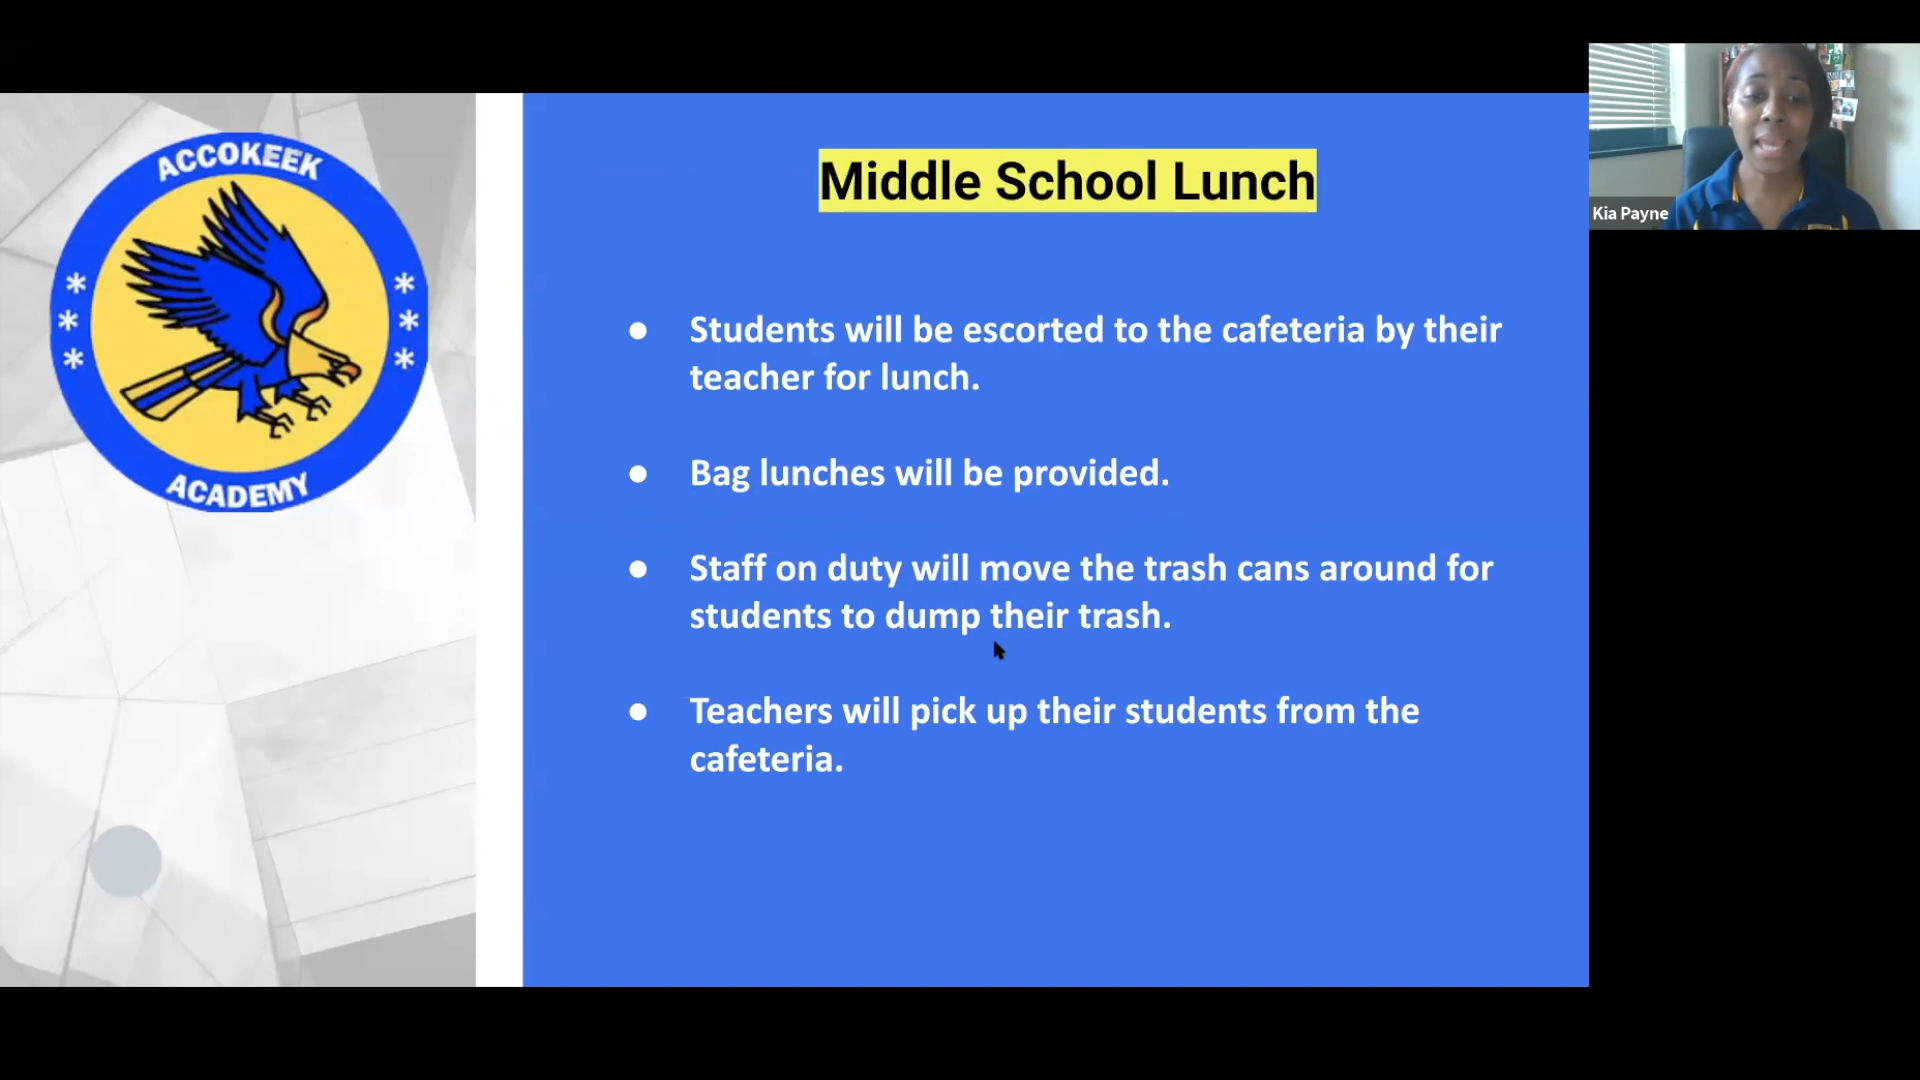 ACCOKEEK
ACADEMY
Middle School Lunch
● Students will be escorted to the cafeteria by their
teacher for lunch.
● Bag lunches will be provided.
● Staff on duty will move the trash cans around for
students to dump their trash.
● Teachers will pick up their students from the
cafeteria.
Kia Payne